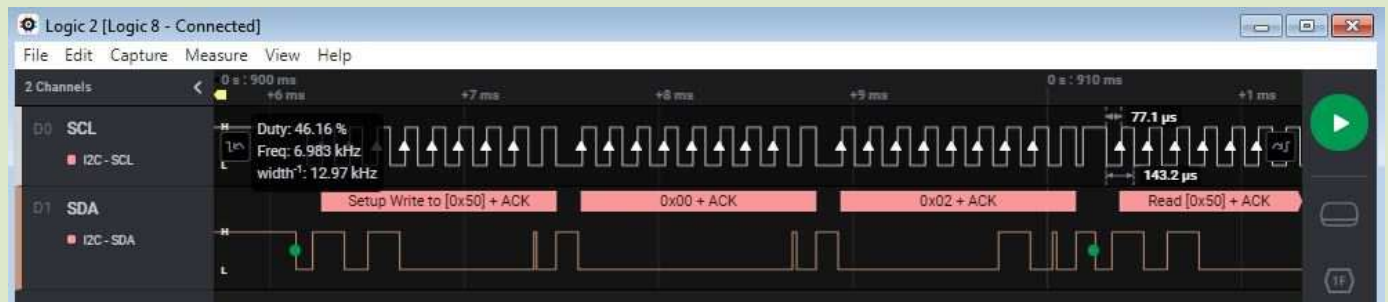 Logic 2 [Logic 8 - Connected]
File Edit Capture Measure View Help
2 Channels
0 s : 900 ms
0 s : 910 ms
+6 ms
+7 ms
+8 ms
+9 ms
+1 ms
D0 SCL
I2C - SCL
H
L
Duty: 46.16 %
Freq: 6.983 kHz
width⁻¹: 12.97 kHz
77.1 µs
143.2 µs
D1 SDA
I2C - SDA
Setup Write to [0x50] + ACK
0x00 + ACK
0x02 + ACK
Read [0x50] + ACK
H
L
1F